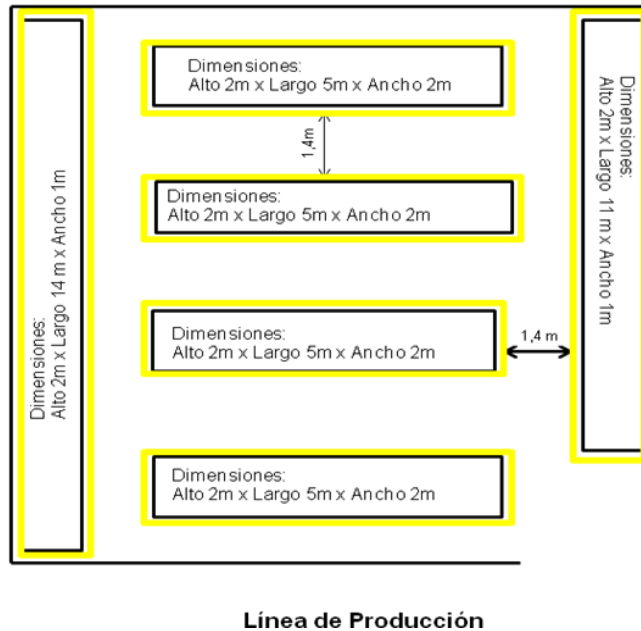 Dimensiones:
Alto 2m x Largo 5m x Ancho 2m
1,4m
Dimensiones:
Alto 2m x Largo 5m x Ancho 2m
Dimensiones:
Alto 2m x Largo 5m x Ancho 2m
1,4 m
Dimensiones:
Alto 2m x Largo 5m x Ancho 2m
Dimensiones:
Alto 2m x Largo 14 m x Ancho 1m
Dimensiones:
Alto 2m x Largo 11 m x Ancho 1m
Línea de Producción